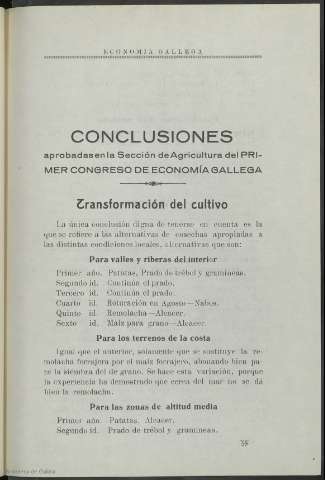 ECONOMÍA GALLEGA
CONCLUSIONES
aprobadas en la Sección de Agricultura del PRI-
MER CONGRESO DE ECONOMÍA GALLEGA
Transformación del cultivo
La única conclusión digna de tenerse en cuenta es la
que se refiere a las alternativas de cosechas apropiadas a
las distintas condiciones locales, alternativas que son:
Para valles y riberas del interior
Primer año. Patatas, Prado de trébol y gramíneas.
Segundo id. Continúa el prado.
Tercero id. Continúa el prado.
Cuarto id. Roturación en Agosto—Nabos.
Quinto id. Remolacha—Alcacer.
Sexto id. Maíz para grano—Alcacer.
Para los terrenos de la costa
Igual que el anterior, solamente que se sustituye la re-
molacha forrajera por el maíz forrajero, abonando bien pa-
ra la siembra del de grano. Se hace esta variación, porque
la experiencia ha demostrado que cerca del mar no se dá
bien la remolacha.
Para las zonas de altitud media
Primer año. Patatas, Alcacer.
Segundo id. Prado de trébol y gramíneas.
de Galicia